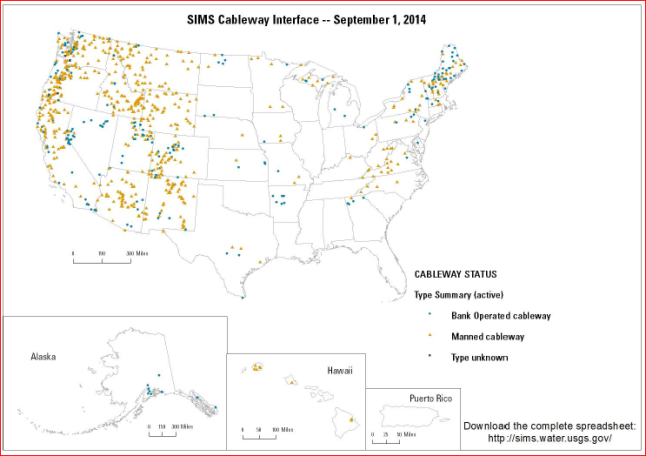 SIMS Cableway Interface -- September 1, 2014
0 100 300 Miles
CABLEWAY STATUS
Type Summary (active)
Bank Operated cableway
Manned cableway
Type unknown
Alaska
0 150 300 Miles
Hawaii
0 50 100 Miles
Puerto Rico
0 25 50 Miles
Download the complete spreadsheet:
http://sims.water.usgs.gov/